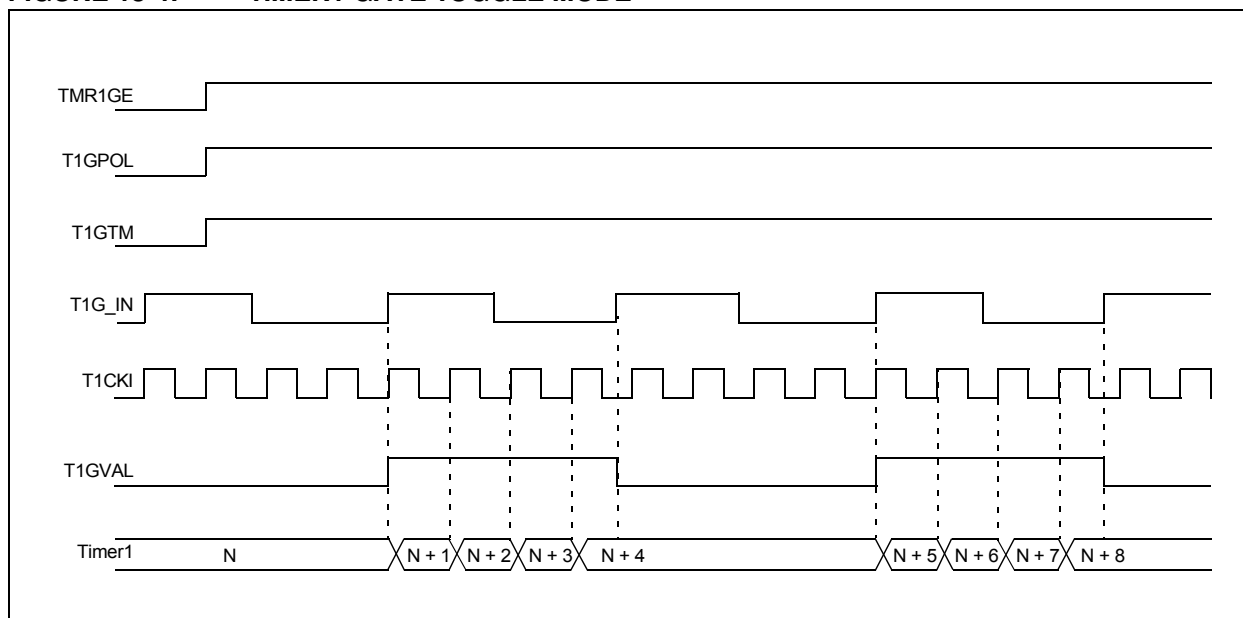 TMR1GE
T1GPOL
T1GTM
T1G_IN
T1CKI
T1GVAL
Timer1 N N + 1 N + 2 N + 3 N + 4 N + 5 N + 6 N + 7 N + 8